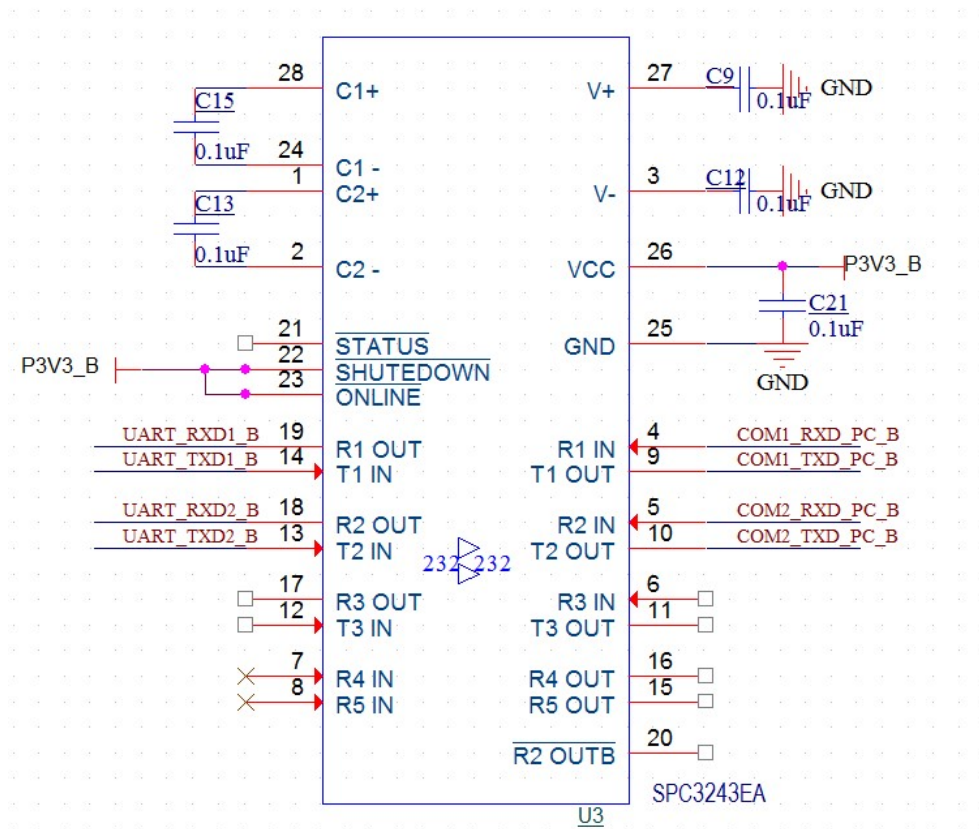 28 C1+ V+ 27 C9 0.1uF GND
C15
0.1uF 24 C1 -
1 C2+ V- 3 C12 0.1uF GND
C13
0.1uF 2 C2 - VCC 26 P3V3_B
C21
0.1uF
21 STATUS GND 25
GND
P3V3_B 22 SHUTEDOWN
23 ONLINE
UART_RXD1_B 19 R1 OUT R1 IN 4 COM1_RXD_PC_B
UART_TXD1_B 14 T1 IN T1 OUT 9 COM1_TXD_PC_B
UART_RXD2_B 18 R2 OUT R2 IN 5 COM2_RXD_PC_B
UART_TXD2_B 13 T2 IN T2 OUT 10 COM2_TXD_PC_B
232 232
17 R3 OUT R3 IN 6
12 T3 IN T3 OUT 11
7 R4 IN R4 OUT 16
8 R5 IN R5 OUT 15
R2 OUTB 20
SPC3243EA
U3